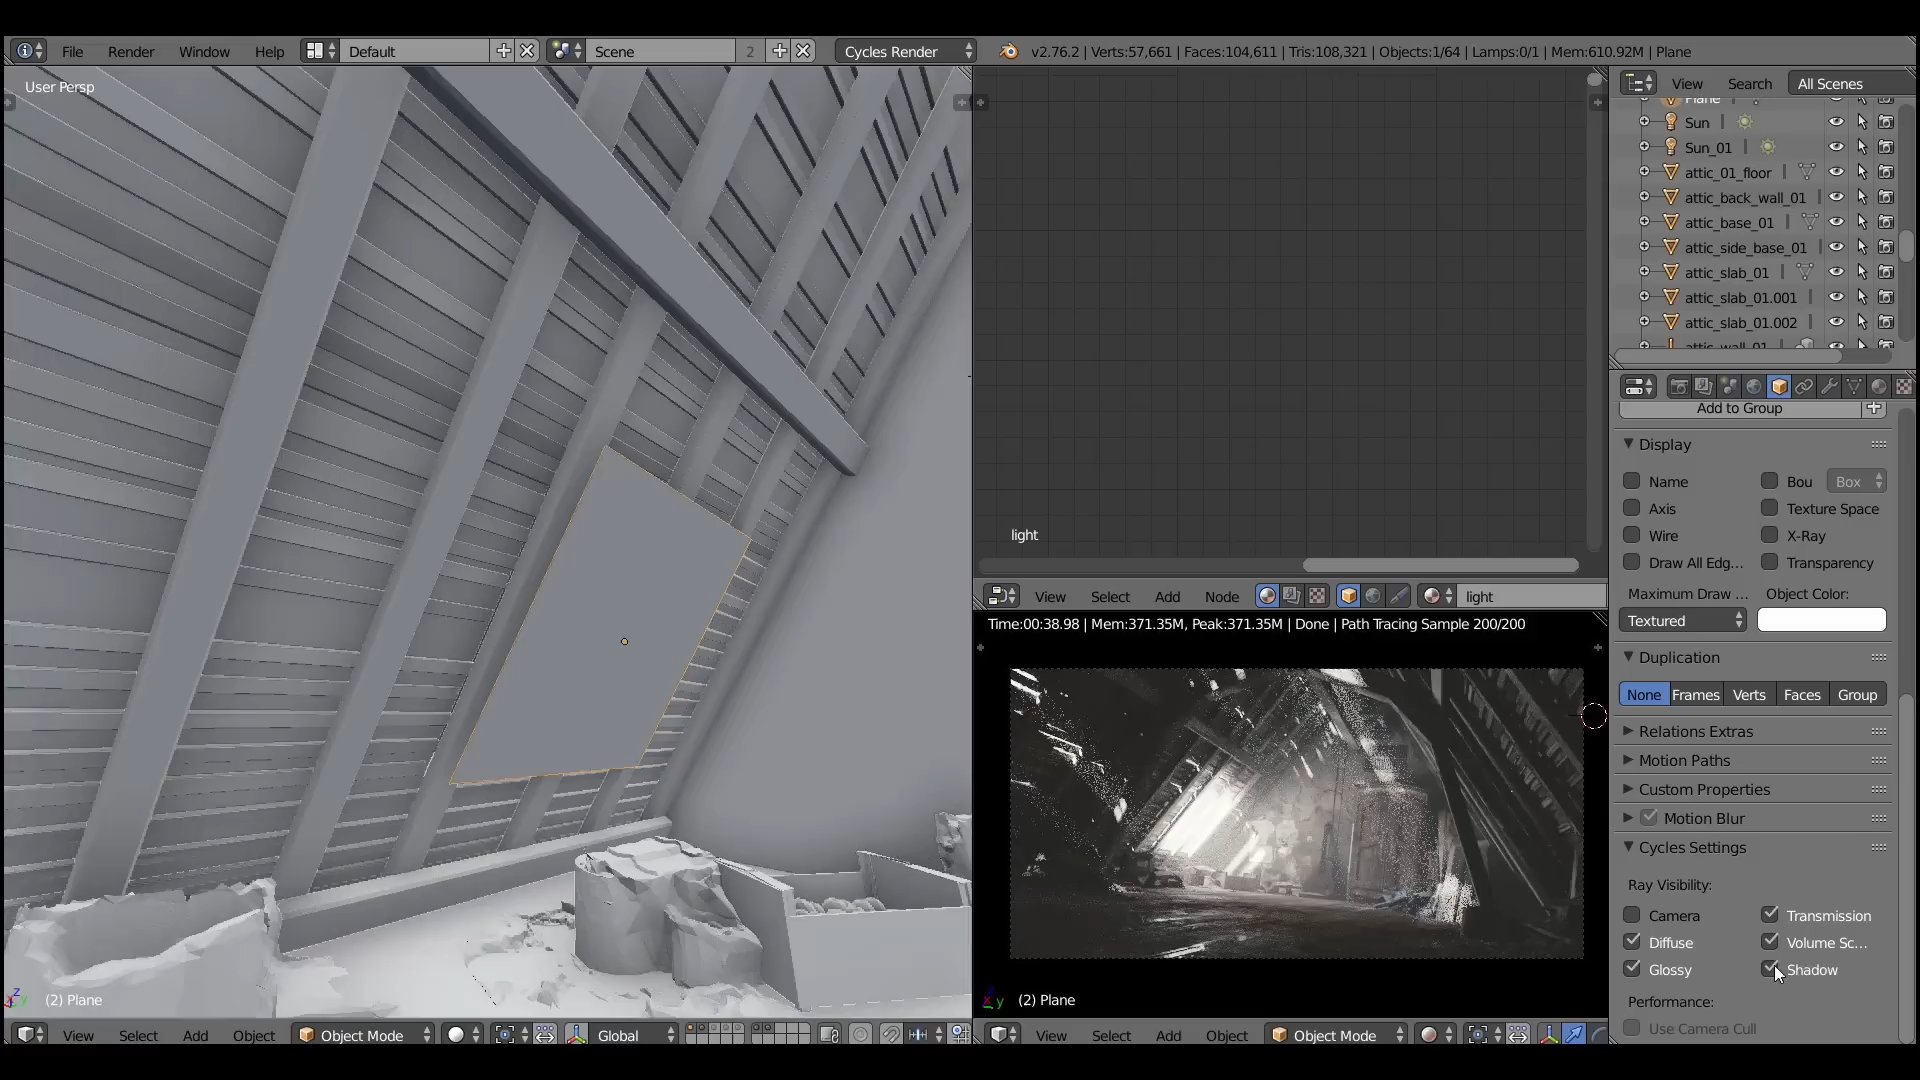 File Render Window Help Default Scene 2 Cycles Render v2.76.2 | Verts:57,661 | Faces:104,611 | Tris:108,321 | Objects:1/64 | Lamps:0/1 | Mem:610.92M | Plane
User Persp
View Search All Scenes
Plane
Sun
Sun_01
attic_01_floor
attic_back_wall_01
attic_base_01
attic_side_base_01
attic_slab_01
attic_slab_01.001
attic_slab_01.002
attic_wall_01
Add to Group
Display
Name Bou Box
Axis Texture Space
Wire X-Ray
Draw All Edg... Transparency
Maximum Draw ... Object Color:
Textured
Duplication
None Frames Verts Faces Group
Relations Extras
Motion Paths
Custom Properties
Motion Blur
Cycles Settings
Ray Visibility:
Camera Transmission
Diffuse Volume Sc...
Glossy Shadow
Performance:
Use Camera Cull
light
View Select Add Node light
Time:00:38.98 | Mem:371.35M, Peak:371.35M | Done | Path Tracing Sample 200/200
(2) Plane
(2) Plane
View Select Add Object Object Mode Global
View Select Add Object Object Mode